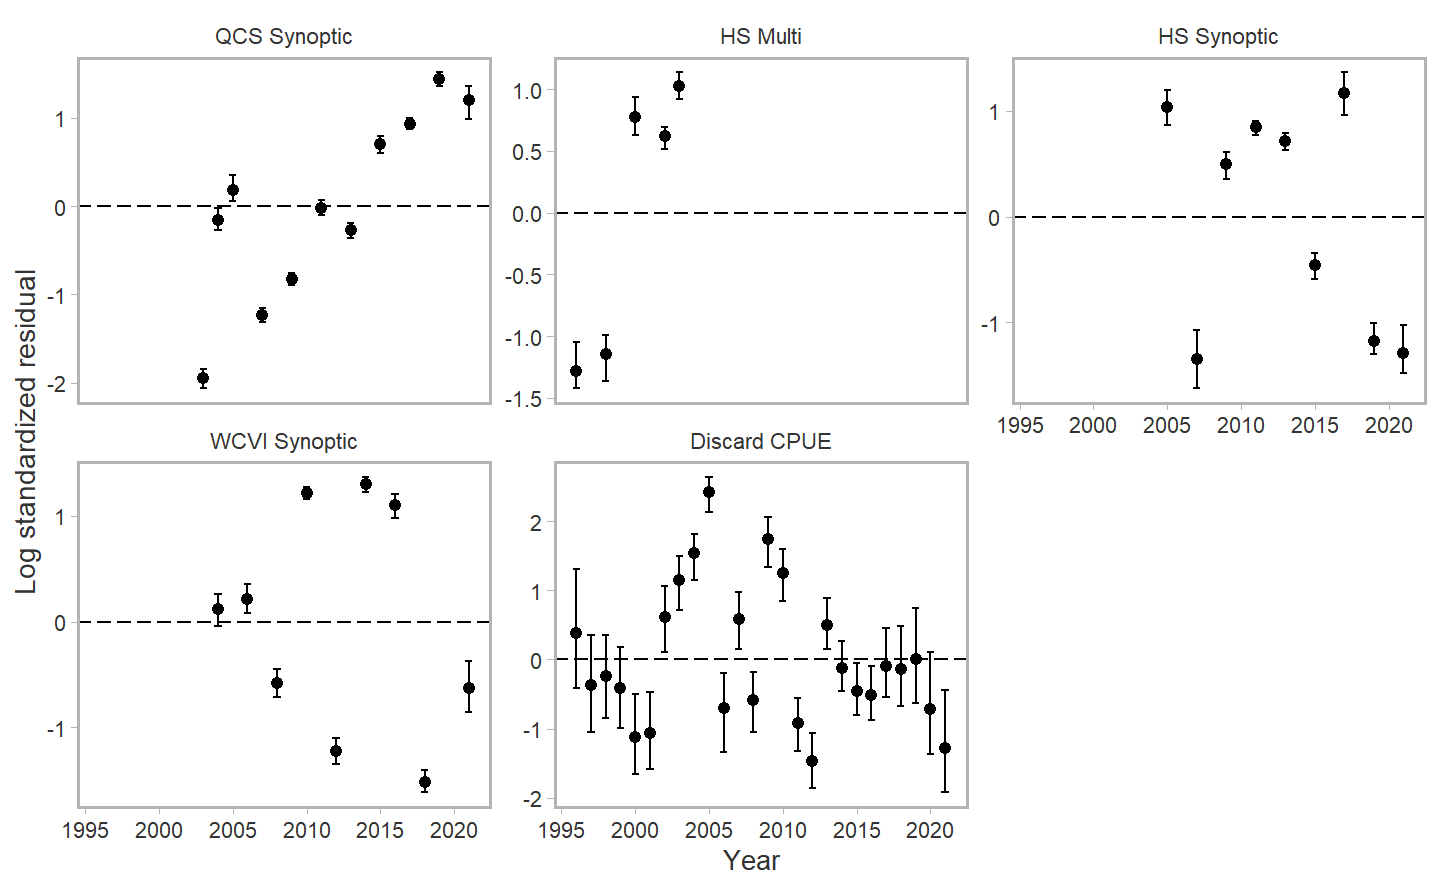 QCS Synoptic
HS Multi
HS Synoptic
1
0
-1
-2
1.0
0.5
0.0
-0.5
-1.0
-1.5
1
0
-1
1995 2000 2005 2010 2015 2020
Log standardized residual
WCVI Synoptic
Discard CPUE
1
0
-1
2
1
0
-1
-2
1995 2000 2005 2010 2015 2020
1995 2000 2005 2010 2015 2020
Year